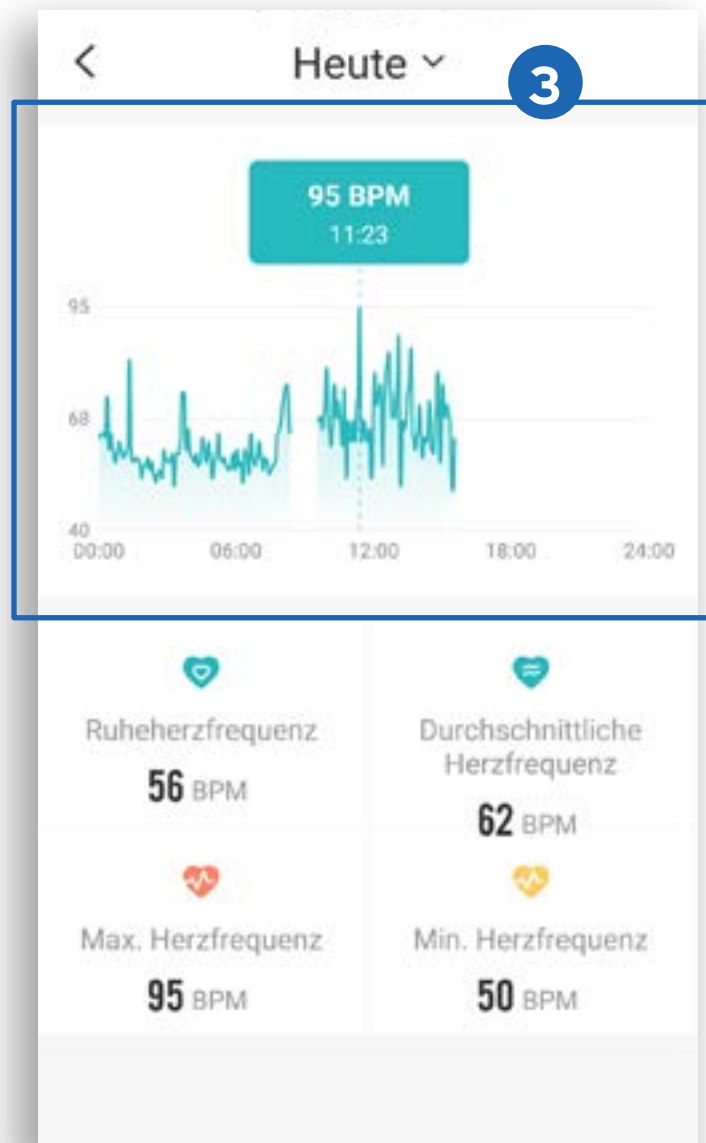 Heute
3
95 BPM
11:23
95
68
40
00:00 06:00 12:00 18:00 24:00
Ruheherzfrequenz
56 BPM
Durchschnittliche
Herzfrequenz
62 BPM
Max. Herzfrequenz
95 BPM
Min. Herzfrequenz
50 BPM